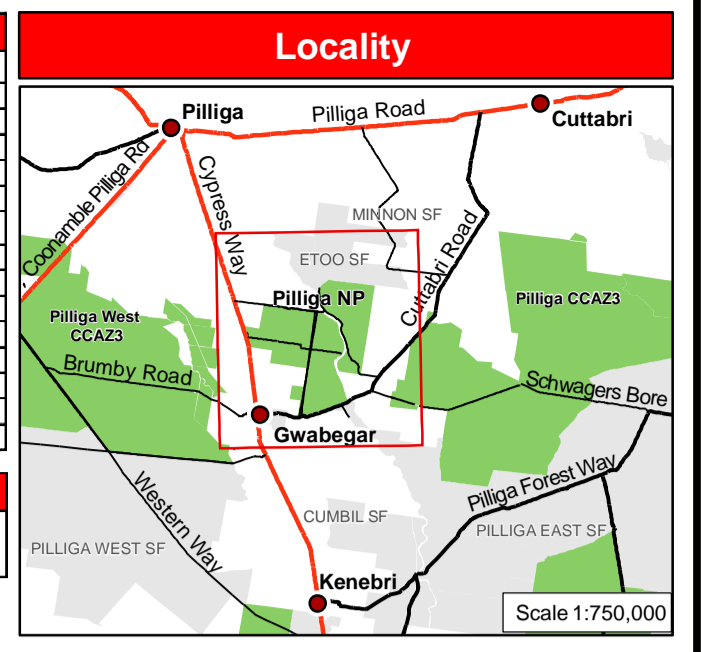 Locality
Pilliga
Pilliga Road
Cuttabri
Coonamble Pilliga Rd
Cypress Way
MINNON SF
Cuttabri Road
ETOO SF
Pilliga NP
Pilliga CCAZ3
Pilliga West
CCAZ3
Brumby Road
Schwagers Bore
Gwabegar
Western Way
Pilliga Forest Way
CUMBIL SF
PILLIGA EAST SF
PILLIGA WEST SF
Kenebri
Scale 1:750,000